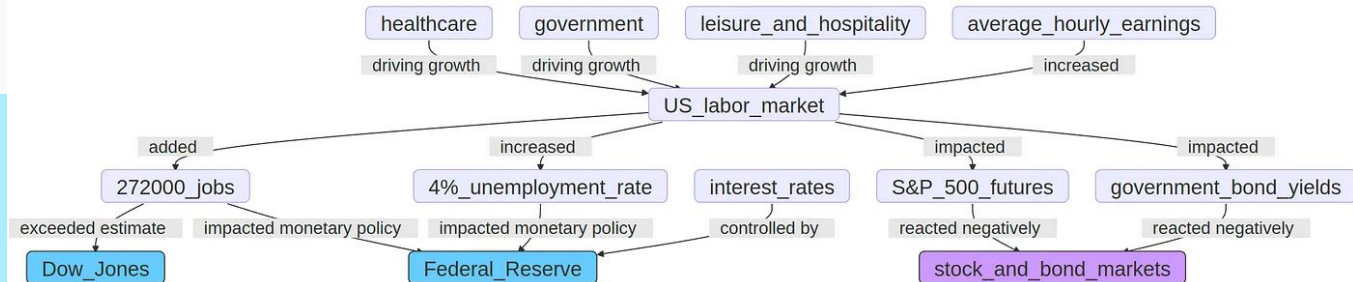 healthcare government leisure_and_hospitality average_hourly_earnings
driving growth driving growth driving growth increased
US_labor_market
added increased impacted impacted
272000_jobs 4%_unemployment_rate interest_rates S&P_500_futures government_bond_yields
exceeded estimate impacted monetary policy impacted monetary policy controlled by reacted negatively reacted negatively
Dow_Jones Federal_Reserve stock_and_bond_markets